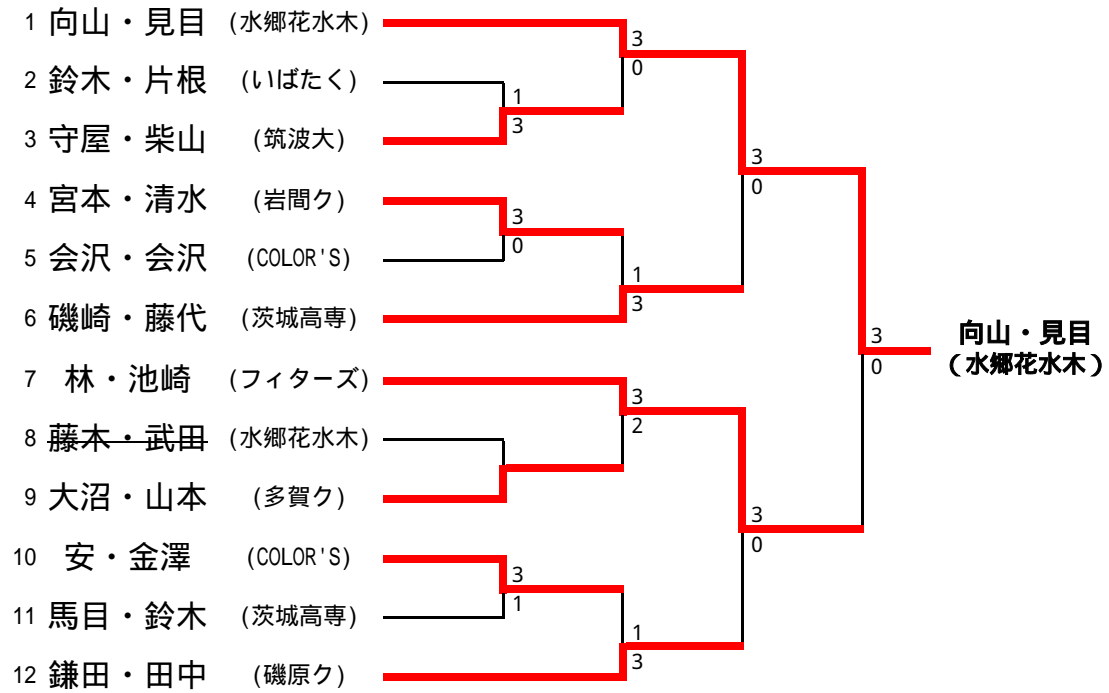 1 向山・見目 (水郷花水木)
2 鈴木・片根 (いばたく)
3 守屋・柴山 (筑波大)
4 宮本・清水 (岩間ク)
5 会沢・会沢 (COLOR'S)
6 磯崎・藤代 (茨城高専)
7 林・池崎 (フィターズ)
8 藤木・武田 (水郷花水木)
9 大沼・山本 (多賀ク)
10 安・金澤 (COLOR'S)
11 馬目・鈴木 (茨城高専)
12 鎌田・田中 (磯原ク)
1
3
3
0
3
1
3
0
1
3
3
2
1
3
3
0
3
0
3
0
向山・見目
(水郷花水木)